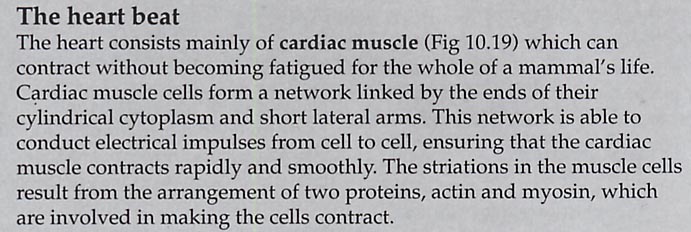 The heart beat
The heart consists mainly of cardiac muscle (Fig 10.19) which can
contract without becoming fatigued for the whole of a mammal's life.
Cardiac muscle cells form a network linked by the ends of their
cylindrical cytoplasm and short lateral arms. This network is able to
conduct electrical impulses from cell to cell, ensuring that the cardiac
muscle contracts rapidly and smoothly. The striations in the muscle cells
result from the arrangement of two proteins, actin and myosin, which
are involved in making the cells contract.